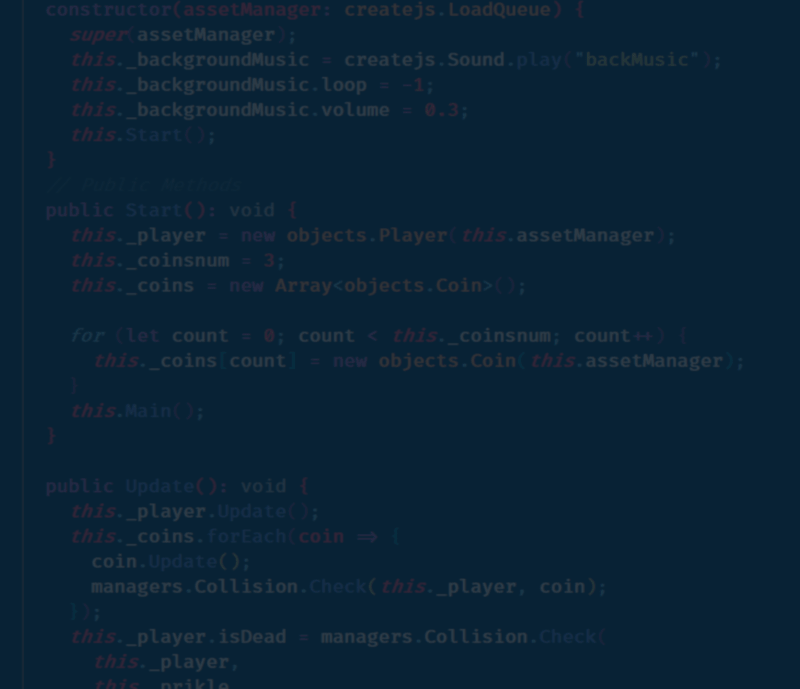 constructor(assetManager: createjs.LoadQueue) {
super(assetManager);
this._backgroundMusic = createjs.Sound.play("backMusic");
this._backgroundMusic.loop = -1;
this._backgroundMusic.volume = 0.3;
this.Start();
}
// Public Methods
public Start(): void {
this._player = new objects.Player(this.assetManager);
this._coinsnum = 3;
this._coins = new Array<objects.Coin>();
for (let count = 0; count < this._coinsnum; count++) {
this._coins[count] = new objects.Coin(this.assetManager);
}
this.Main();
}
public Update(): void {
this._player.Update();
this._coins.forEach(coin => {
coin.Update();
managers.Collision.Check(this._player, coin);
});
this._player.isDead = managers.Collision.Check(
this._player,
this._prikle